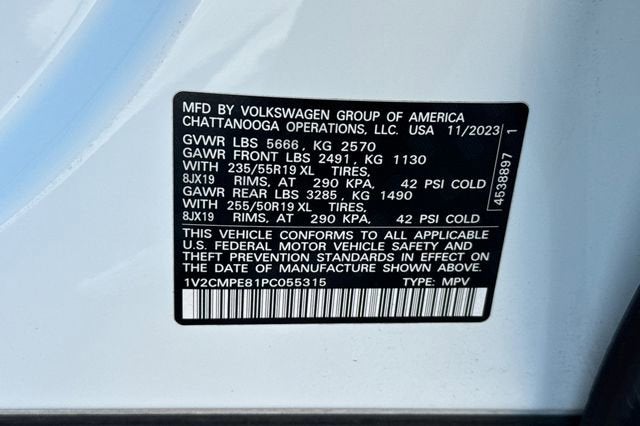 MFD BY VOLKSWAGEN GROUP OF AMERICA
CHATTANOOGA OPERATIONS, LLC. USA 11/2023
GVWR LBS 5666, KG 2570
GAWR FRONT LBS 2491, KG 1130
WITH 235/55R19 XL TIRES,
8JX19 RIMS, AT 290 KPA, 42 PSI COLD
GAWR REAR LBS 3285, KG 1490
WITH 255/50R19 XL TIRES,
8JX19 RIMS, AT 290 KPA, 42 PSI COLD
THIS VEHICLE CONFORMS TO ALL APPLICABLE
U.S. FEDERAL MOTOR VEHICLE SAFETY AND
THEFT PREVENTION STANDARDS IN EFFECT ON
THE DATE OF MANUFACTURE SHOWN ABOVE.
1V2CMPE81PC055315 TYPE: MPV
4538897 1